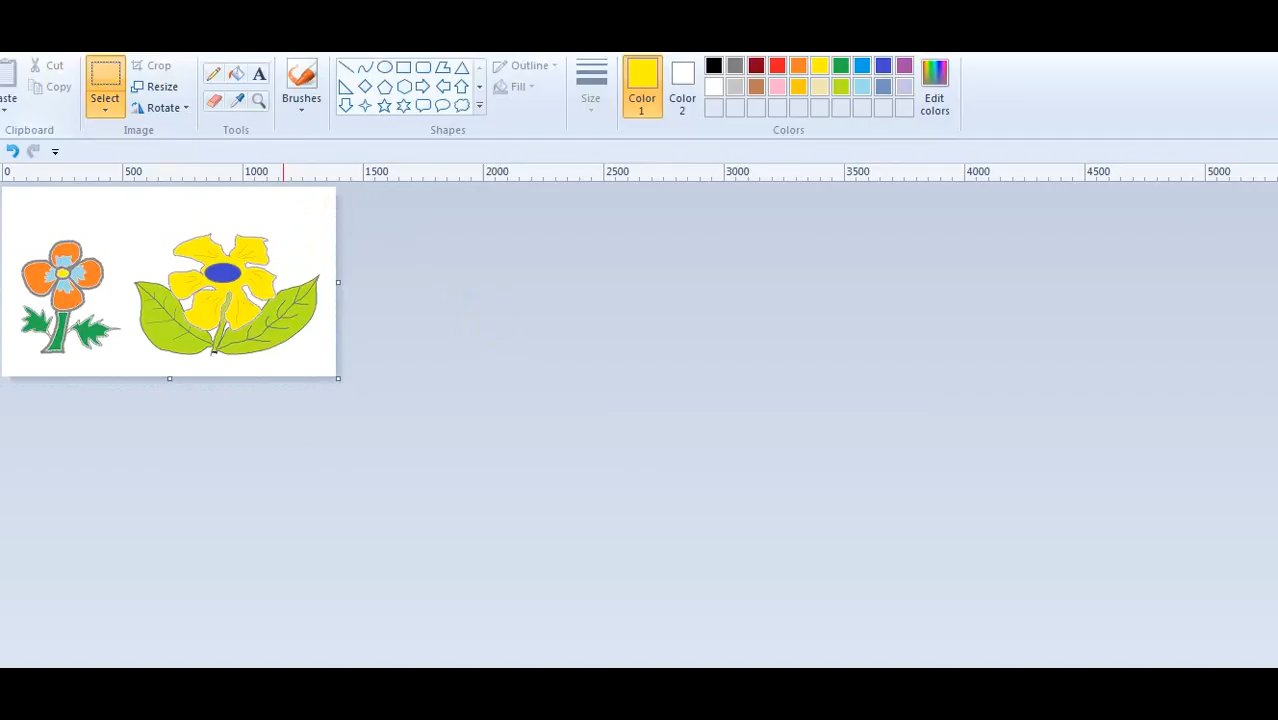 Cut
Copy
aste
Clipboard
Select
Crop
Resize
Rotate
Image
A
Tools
Brushes
Shapes
Outline
Fill
Size
Color
1
Color
2
Colors
Edit
colors
0 500 1000 1500 2000 2500 3000 3500 4000 4500 5000